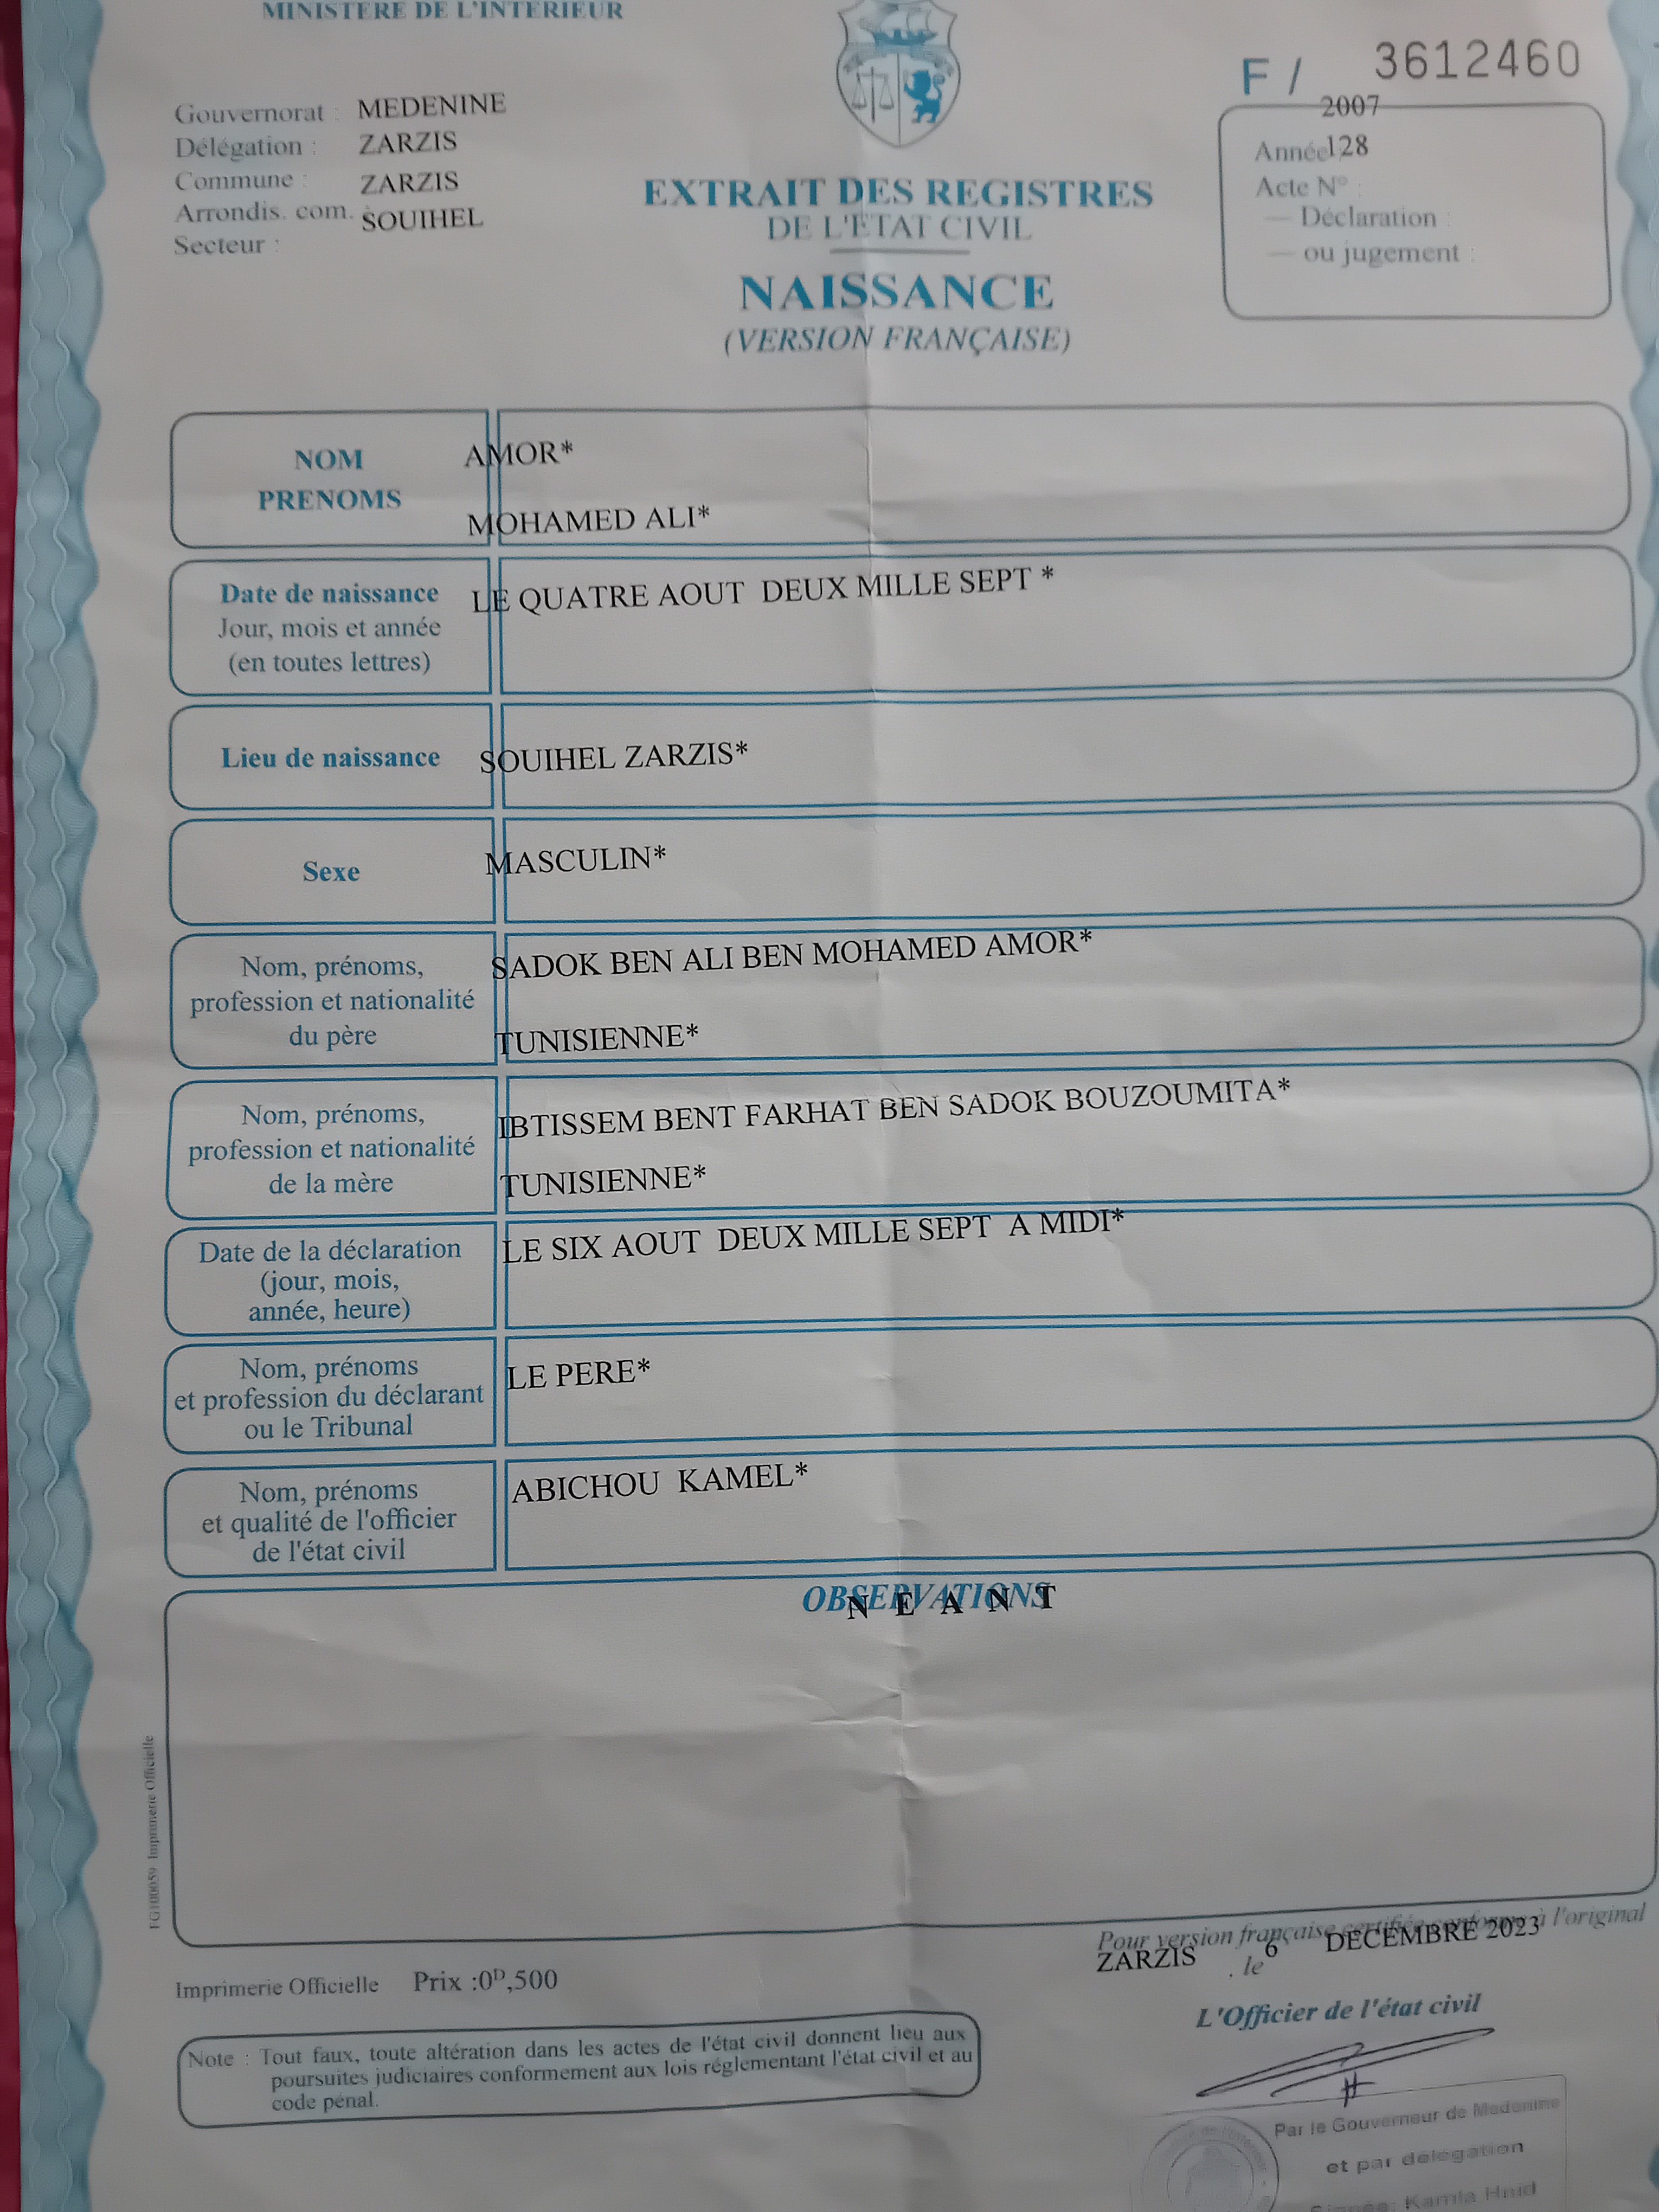 MINISTERE DE L'INTERIEUR
F / 3612460
Gouvernorat : MEDENINE
Délégation : ZARZIS
Commune : ZARZIS
Arrondis. com. : SOUIHEL
Secteur :
2007
Année 128
Acte N° :
— Déclaration :
— ou jugement :
EXTRAIT DES REGISTRES
DE L'ETAT CIVIL
NAISSANCE
(VERSION FRANÇAISE)
NOM AMOR*
PRENOMS MOHAMED ALI*
Date de naissance LE QUATRE AOUT DEUX MILLE SEPT *
Jour, mois et année
(en toutes lettres)
Lieu de naissance SOUIHEL ZARZIS*
Sexe MASCULIN*
Nom, prénoms, SADOK BEN ALI BEN MOHAMED AMOR*
profession et nationalité
du père TUNISIENNE*
Nom, prénoms, IBTISSEM BENT FARHAT BEN SADOK BOUZOUMITA*
profession et nationalité
de la mère TUNISIENNE*
Date de la déclaration LE SIX AOUT DEUX MILLE SEPT A MIDI*
(jour, mois,
année, heure)
Nom, prénoms LE PERE*
et profession du déclarant
ou le Tribunal
Nom, prénoms ABICHOU KAMEL*
et qualité de l'officier
de l'état civil
OBSERVATIONS
N E A N T
FG100059 Imprimerie Officielle
Pour version française certifiée conforme à l'original
ZARZIS . le 6 DECEMBRE 2023
Imprimerie Officielle Prix :0ᴰ,500
L'Officier de l'état civil
Note : Tout faux, toute altération dans les actes de l'état civil donnent lieu aux
poursuites judiciaires conformement aux lois réglementant l'état civil et au
code pénal.
Par le Gouverneur de Medenine
et par délégation
Kamla